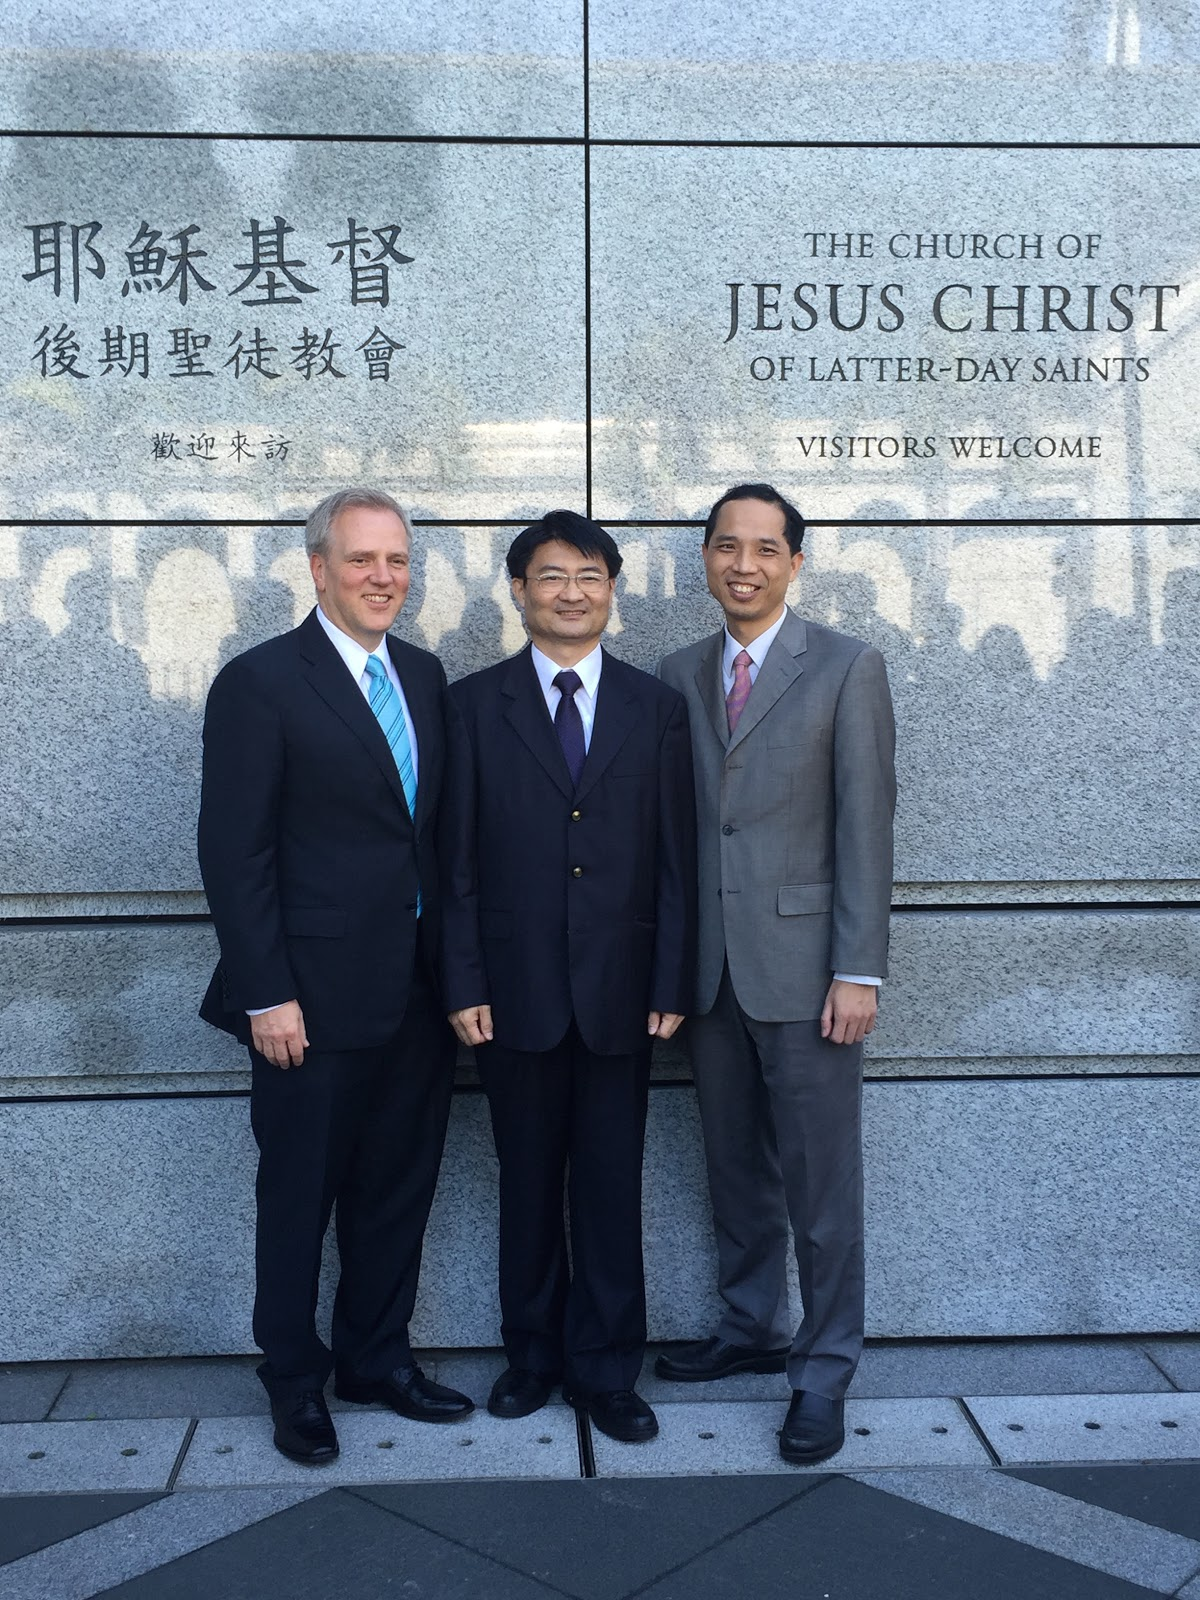 耶穌基督
後期聖徒教會
歡迎來訪
THE CHURCH OF
JESUS CHRIST
OF LATTER-DAY SAINTS
VISITORS WELCOME